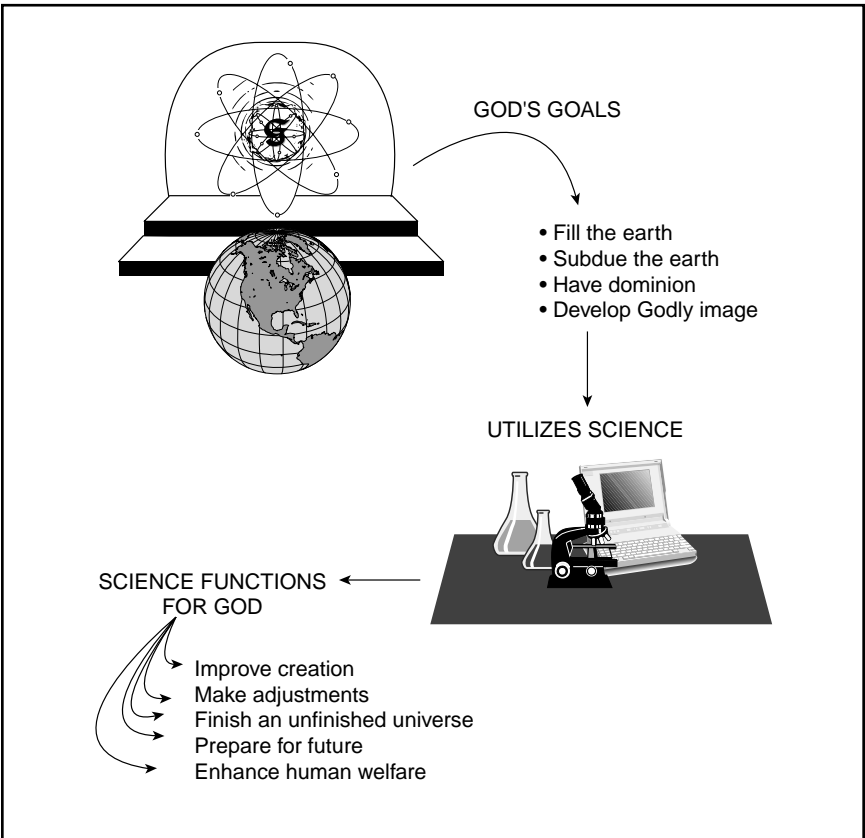 GOD'S GOALS
• Fill the earth
• Subdue the earth
• Have dominion
• Develop Godly image
UTILIZES SCIENCE
SCIENCE FUNCTIONS
FOR GOD
Improve creation
Make adjustments
Finish an unfinished universe
Prepare for future
Enhance human welfare